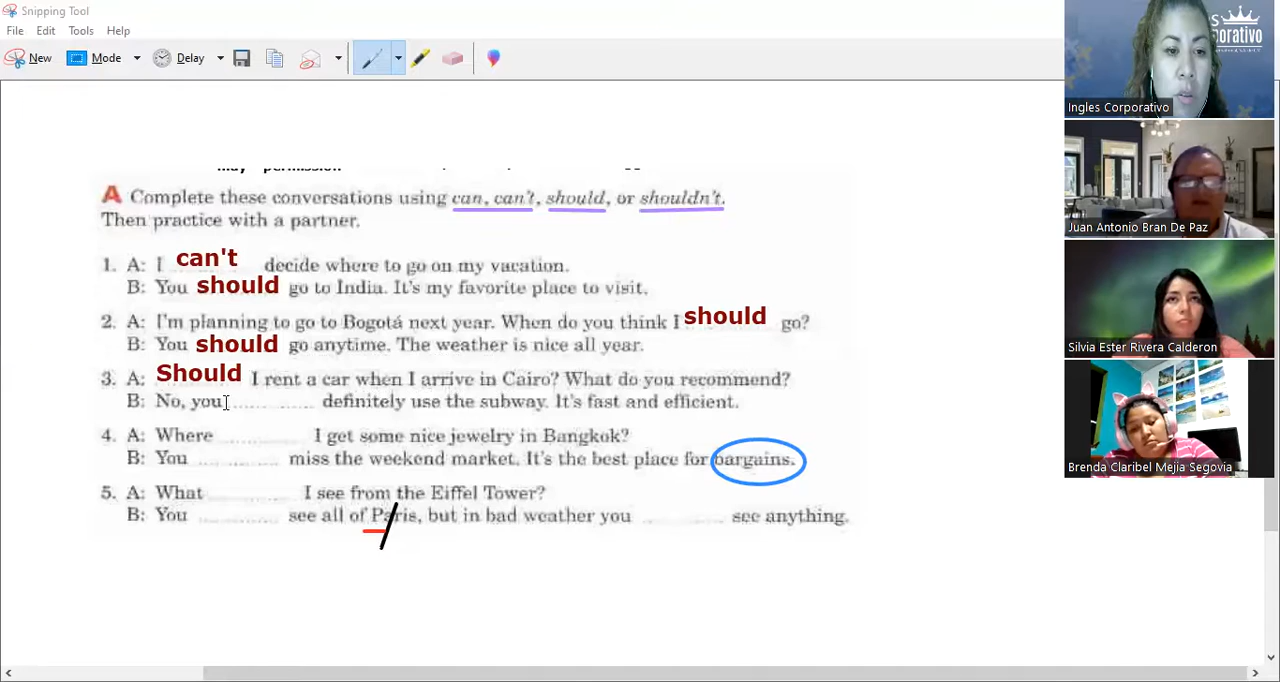 Snipping Tool
File Edit Tools Help
New Mode Delay
may permission
A Complete these conversations using can, can't, should, or shouldn't.
Then practice with a partner.
1. A: I can't decide where to go on my vacation.
B: You should go to India. It's my favorite place to visit.
2. A: I'm planning to go to Bogotá next year. When do you think I should go?
B: You should go anytime. The weather is nice all year.
3. A: Should I rent a car when I arrive in Cairo? What do you recommend?
B: No, you ............ definitely use the subway. It's fast and efficient.
4. A: Where ............ I get some nice jewelry in Bangkok?
B: You ............ miss the weekend market. It's the best place for bargains.
5. A: What ............ I see from the Eiffel Tower?
B: You ............ see all of Paris, but in bad weather you ............ see anything.
Ingles Corporativo
Juan Antonio Bran De Paz
Silvia Ester Rivera Calderon
Brenda Claribel Mejia Segovia